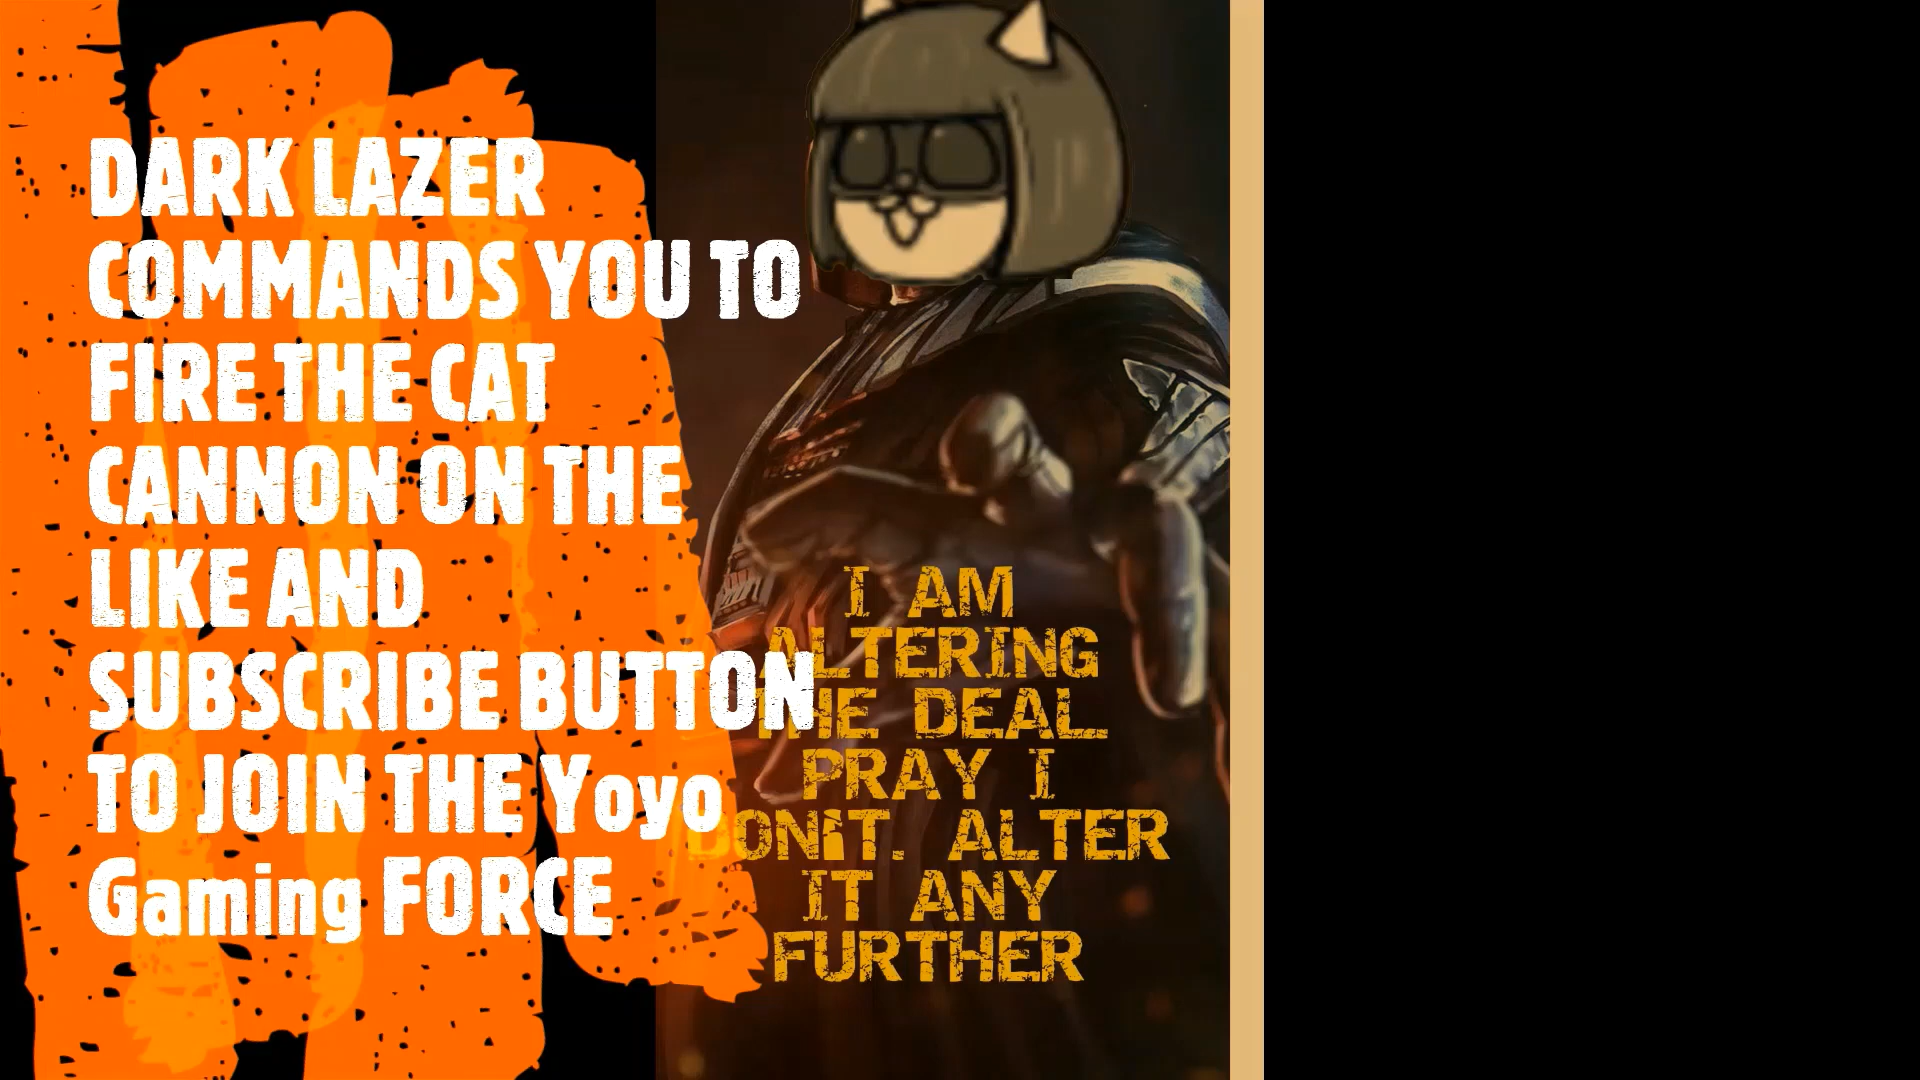 DARK LAZER
COMMANDS YOU TO
FIRE THE CAT
CANNON ON THE
LIKE AND
SUBSCRIBE BUTTON
TO JOIN THE Yoyo
Gaming FORCE
I AM
ALTERING
THE DEAL.
PRAY I
DON'T. ALTER
IT ANY
FURTHER